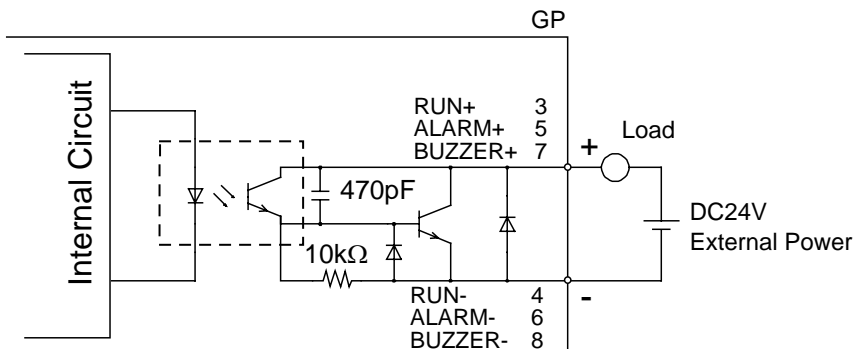 GP
Internal Circuit
RUN+ 3
ALARM+ 5
BUZZER+ 7
+
Load
470pF
10kΩ
DC24V
External Power
RUN- 4
-
ALARM- 6
BUZZER- 8